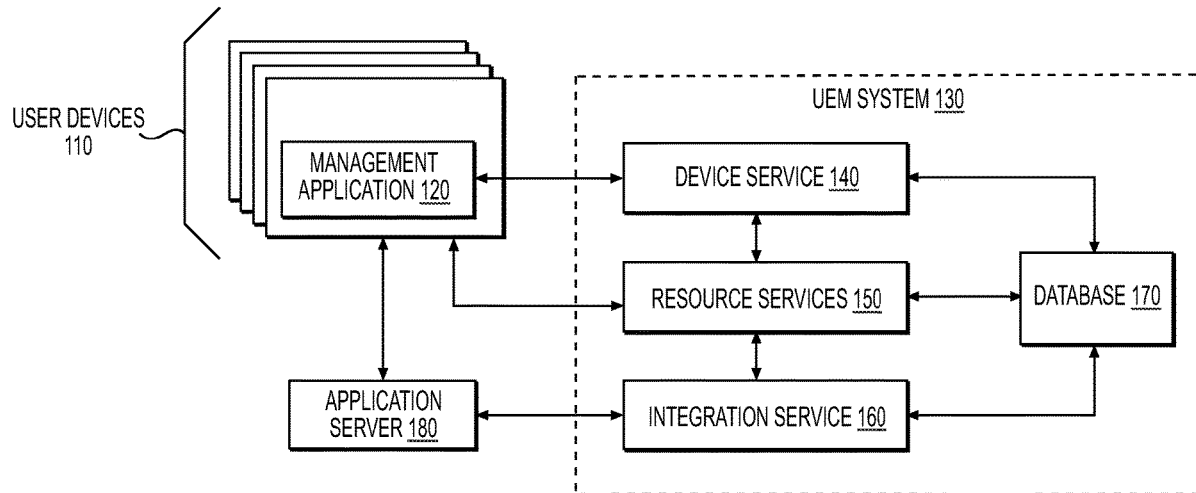 USER DEVICES
110
MANAGEMENT
APPLICATION 120
APPLICATION
SERVER 180
UEM SYSTEM 130
DEVICE SERVICE 140
RESOURCE SERVICES 150
INTEGRATION SERVICE 160
DATABASE 170